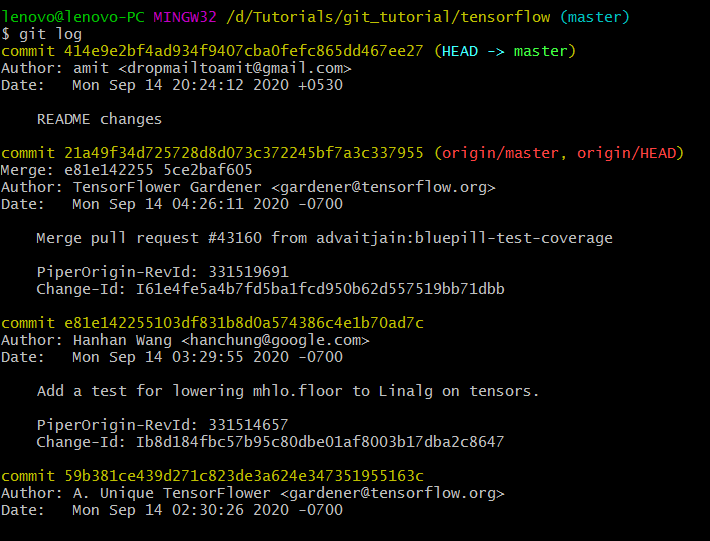 lenovo@lenovo-PC MINGW32 /d/Tutorials/git_tutorial/tensorflow (master)
$ git log
commit 414e9e2bf4ad934f9407cba0fefc865dd467ee27 (HEAD -> master)
Author: amit <dropmailtoamit@gmail.com>
Date:   Mon Sep 14 20:24:12 2020 +0530

    README changes

commit 21a49f34d725728d8d073c372245bf7a3c337955 (origin/master, origin/HEAD)
Merge: e81e142255 5ce2baf605
Author: TensorFlower Gardener <gardener@tensorflow.org>
Date:   Mon Sep 14 04:26:11 2020 -0700

    Merge pull request #43160 from advaitjain:bluepill-test-coverage

    PiperOrigin-RevId: 331519691
    Change-Id: I61e4fe5a4b7fd5ba1fcd950b62d557519bb71dbb

commit e81e142255103df831b8d0a574386c4e1b70ad7c
Author: Hanhan Wang <hanchung@google.com>
Date:   Mon Sep 14 03:29:55 2020 -0700

    Add a test for lowering mhlo.floor to Linalg on tensors.

    PiperOrigin-RevId: 331514657
    Change-Id: Ib8d184fbc57b95c80dbe01af8003b17dba2c8647

commit 59b381ce439d271c823de3a624e347351955163c
Author: A. Unique TensorFlower <gardener@tensorflow.org>
Date:   Mon Sep 14 02:30:26 2020 -0700